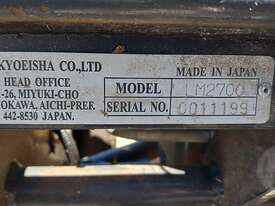 KYOEISHA CO.,LTD
HEAD OFFICE
-26, MIYUKI-CHO
OKAWA, AICHI-PREF.
442-8530 JAPAN.
MADE IN JAPAN
MODEL LM2700
SERIAL NO. 0011199